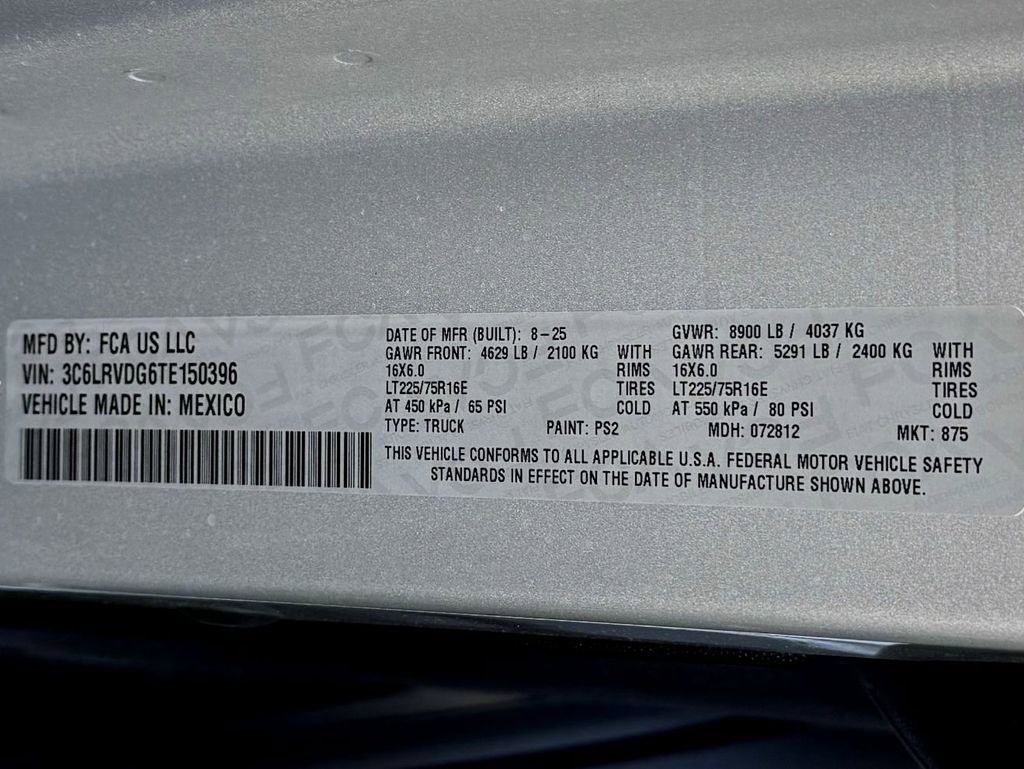 MFD BY: FCA US LLC
VIN: 3C6LRVDG6TE150396
VEHICLE MADE IN: MEXICO
DATE OF MFR (BUILT): 8-25
GAWR FRONT: 4629 LB / 2100 KG WITH
16X6.0 RIMS
LT225/75R16E TIRES
AT 450 kPa / 65 PSI COLD
TYPE: TRUCK PAINT: PS2
GVWR: 8900 LB / 4037 KG
GAWR REAR: 5291 LB / 2400 KG WITH
16X6.0 RIMS
LT225/75R16E TIRES
AT 550 kPa / 80 PSI COLD
MDH: 072812 MKT: 875
THIS VEHICLE CONFORMS TO ALL APPLICABLE U.S.A. FEDERAL MOTOR VEHICLE SAFETY
STANDARDS IN EFFECT ON THE DATE OF MANUFACTURE SHOWN ABOVE.